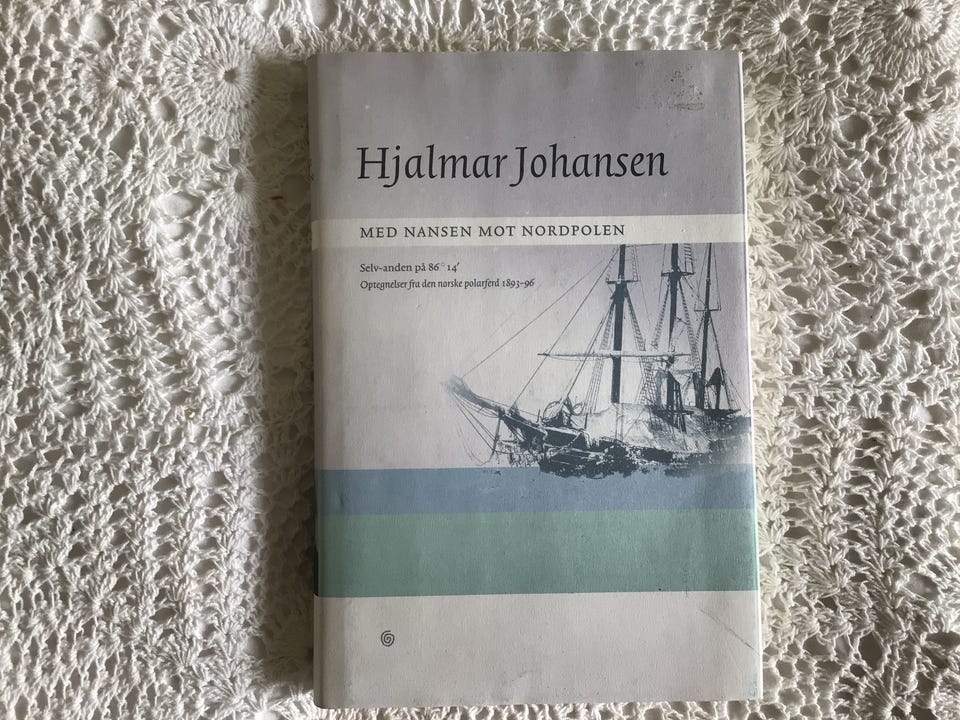 Hjalmar Johansen
MED NANSEN MOT NORDPOLEN
Selv-anden på 86° 14′
Optegnelser fra den norske polarferd 1893–96